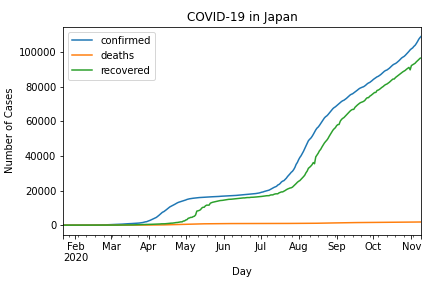 COVID-19 in Japan
confirmed
deaths
recovered
Number of Cases
100000
80000
60000
40000
20000
0
Feb Mar Apr May Jun Jul Aug Sep Oct Nov
2020
Day